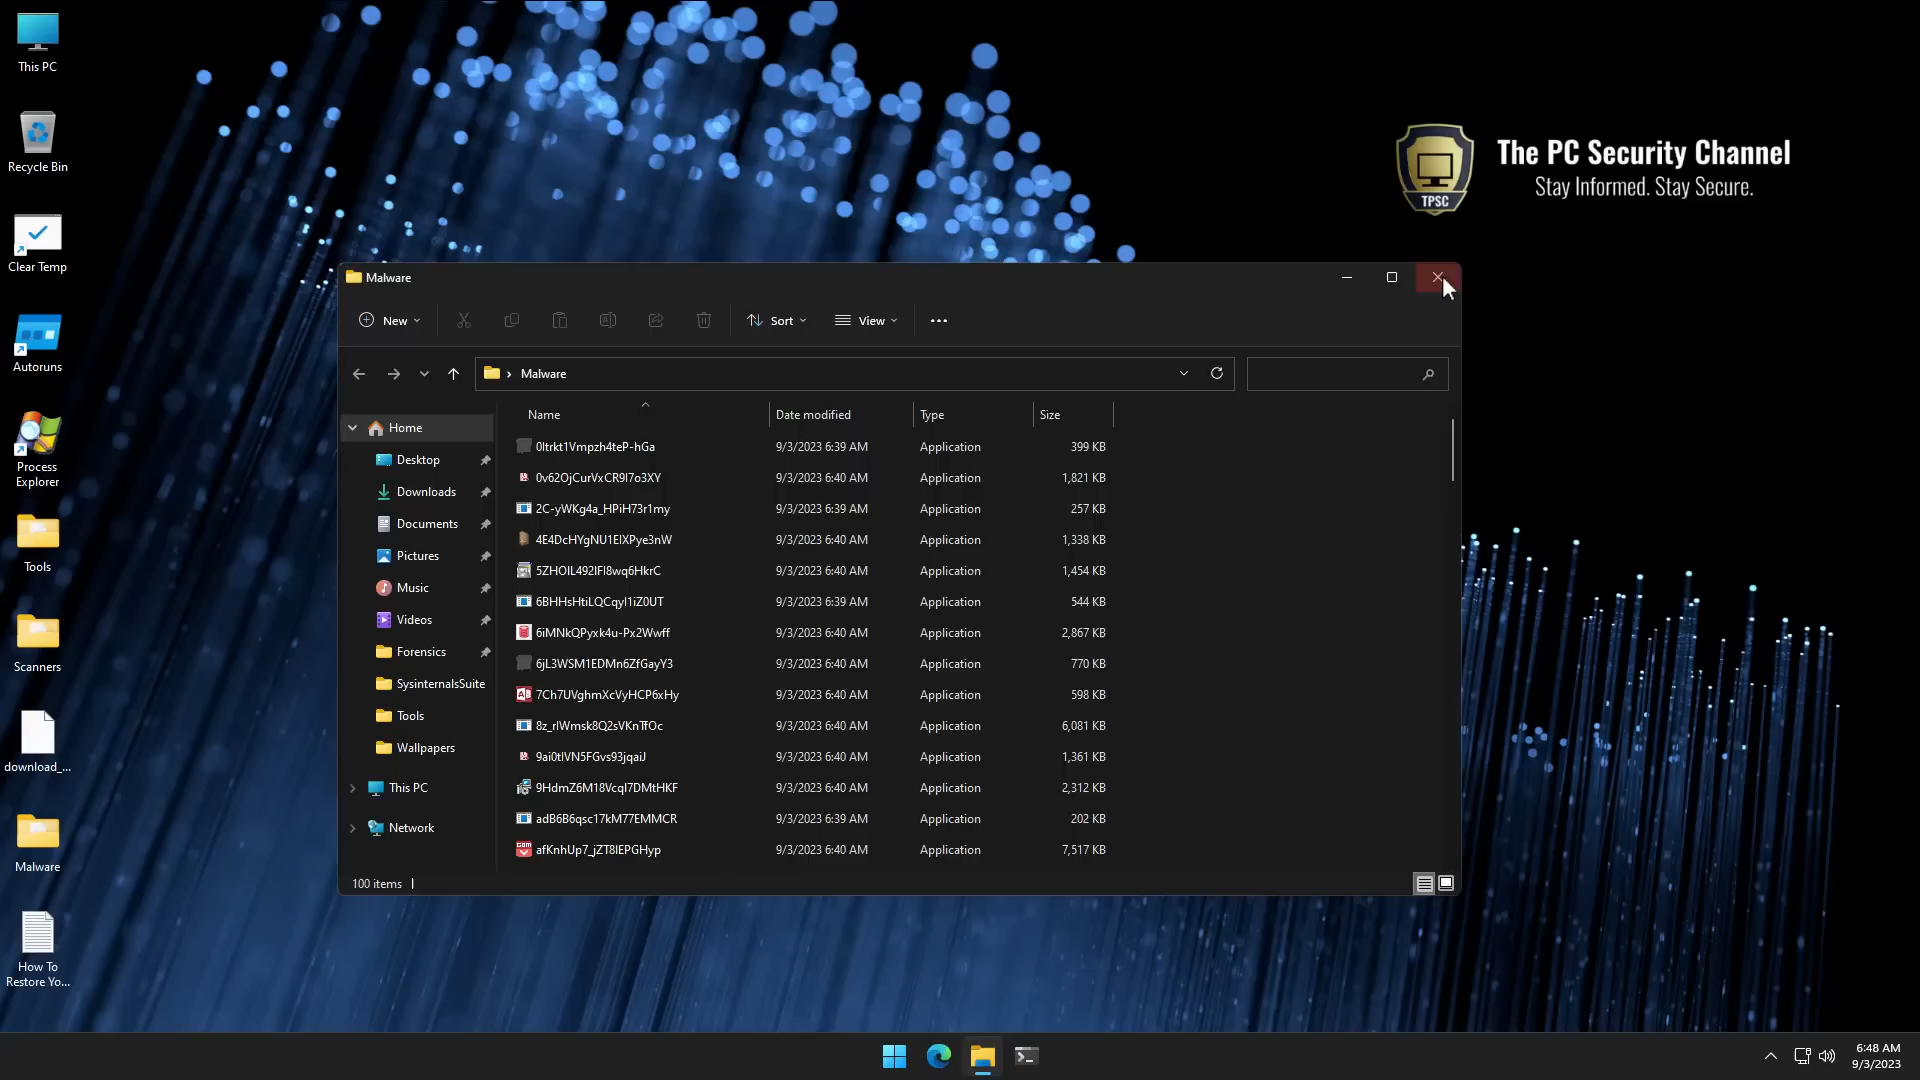 This PC
Recycle Bin
Clear Temp
Autoruns
Process
Explorer
Tools
Scanners
download_...
Malware
How To
Restore Yo...
The PC Security Channel
Stay Informed. Stay Secure.
TPSC
Malware
New
Sort
View
Malware
Home
Desktop
Downloads
Documents
Pictures
Music
Videos
Forensics
SysinternalsSuite
Tools
Wallpapers
This PC
Network
Name Date modified Type Size
0ltrkt1Vmpzh4teP-hGa 9/3/2023 6:39 AM Application 399 KB
0v62OjCurVxCR9l7o3XY 9/3/2023 6:40 AM Application 1,821 KB
2C-yWKg4a_HPiH73r1my 9/3/2023 6:39 AM Application 257 KB
4E4DcHYgNU1ElXPye3nW 9/3/2023 6:40 AM Application 1,338 KB
5ZHOIL492IFI8wq6HkrC 9/3/2023 6:40 AM Application 1,454 KB
6BHHsHtiLQCqyl1iZ0UT 9/3/2023 6:39 AM Application 544 KB
6iMNkQPyxk4u-Px2Wwff 9/3/2023 6:40 AM Application 2,867 KB
6jL3WSM1EDMn6ZfGayY3 9/3/2023 6:40 AM Application 770 KB
7Ch7UVghmXcVyHCP6xHy 9/3/2023 6:40 AM Application 598 KB
8z_rlWmsk8Q2sVKnTfOc 9/3/2023 6:40 AM Application 6,081 KB
9ai0tlVN5FGvs93jqaiJ 9/3/2023 6:40 AM Application 1,361 KB
9HdmZ6M18Vcql7DMtHKF 9/3/2023 6:40 AM Application 2,312 KB
adB6B6qsc17kM77EMMCR 9/3/2023 6:39 AM Application 202 KB
afKnhUp7_jZT8lEPGHyp 9/3/2023 6:40 AM Application 7,517 KB
100 items
6:48 AM
9/3/2023